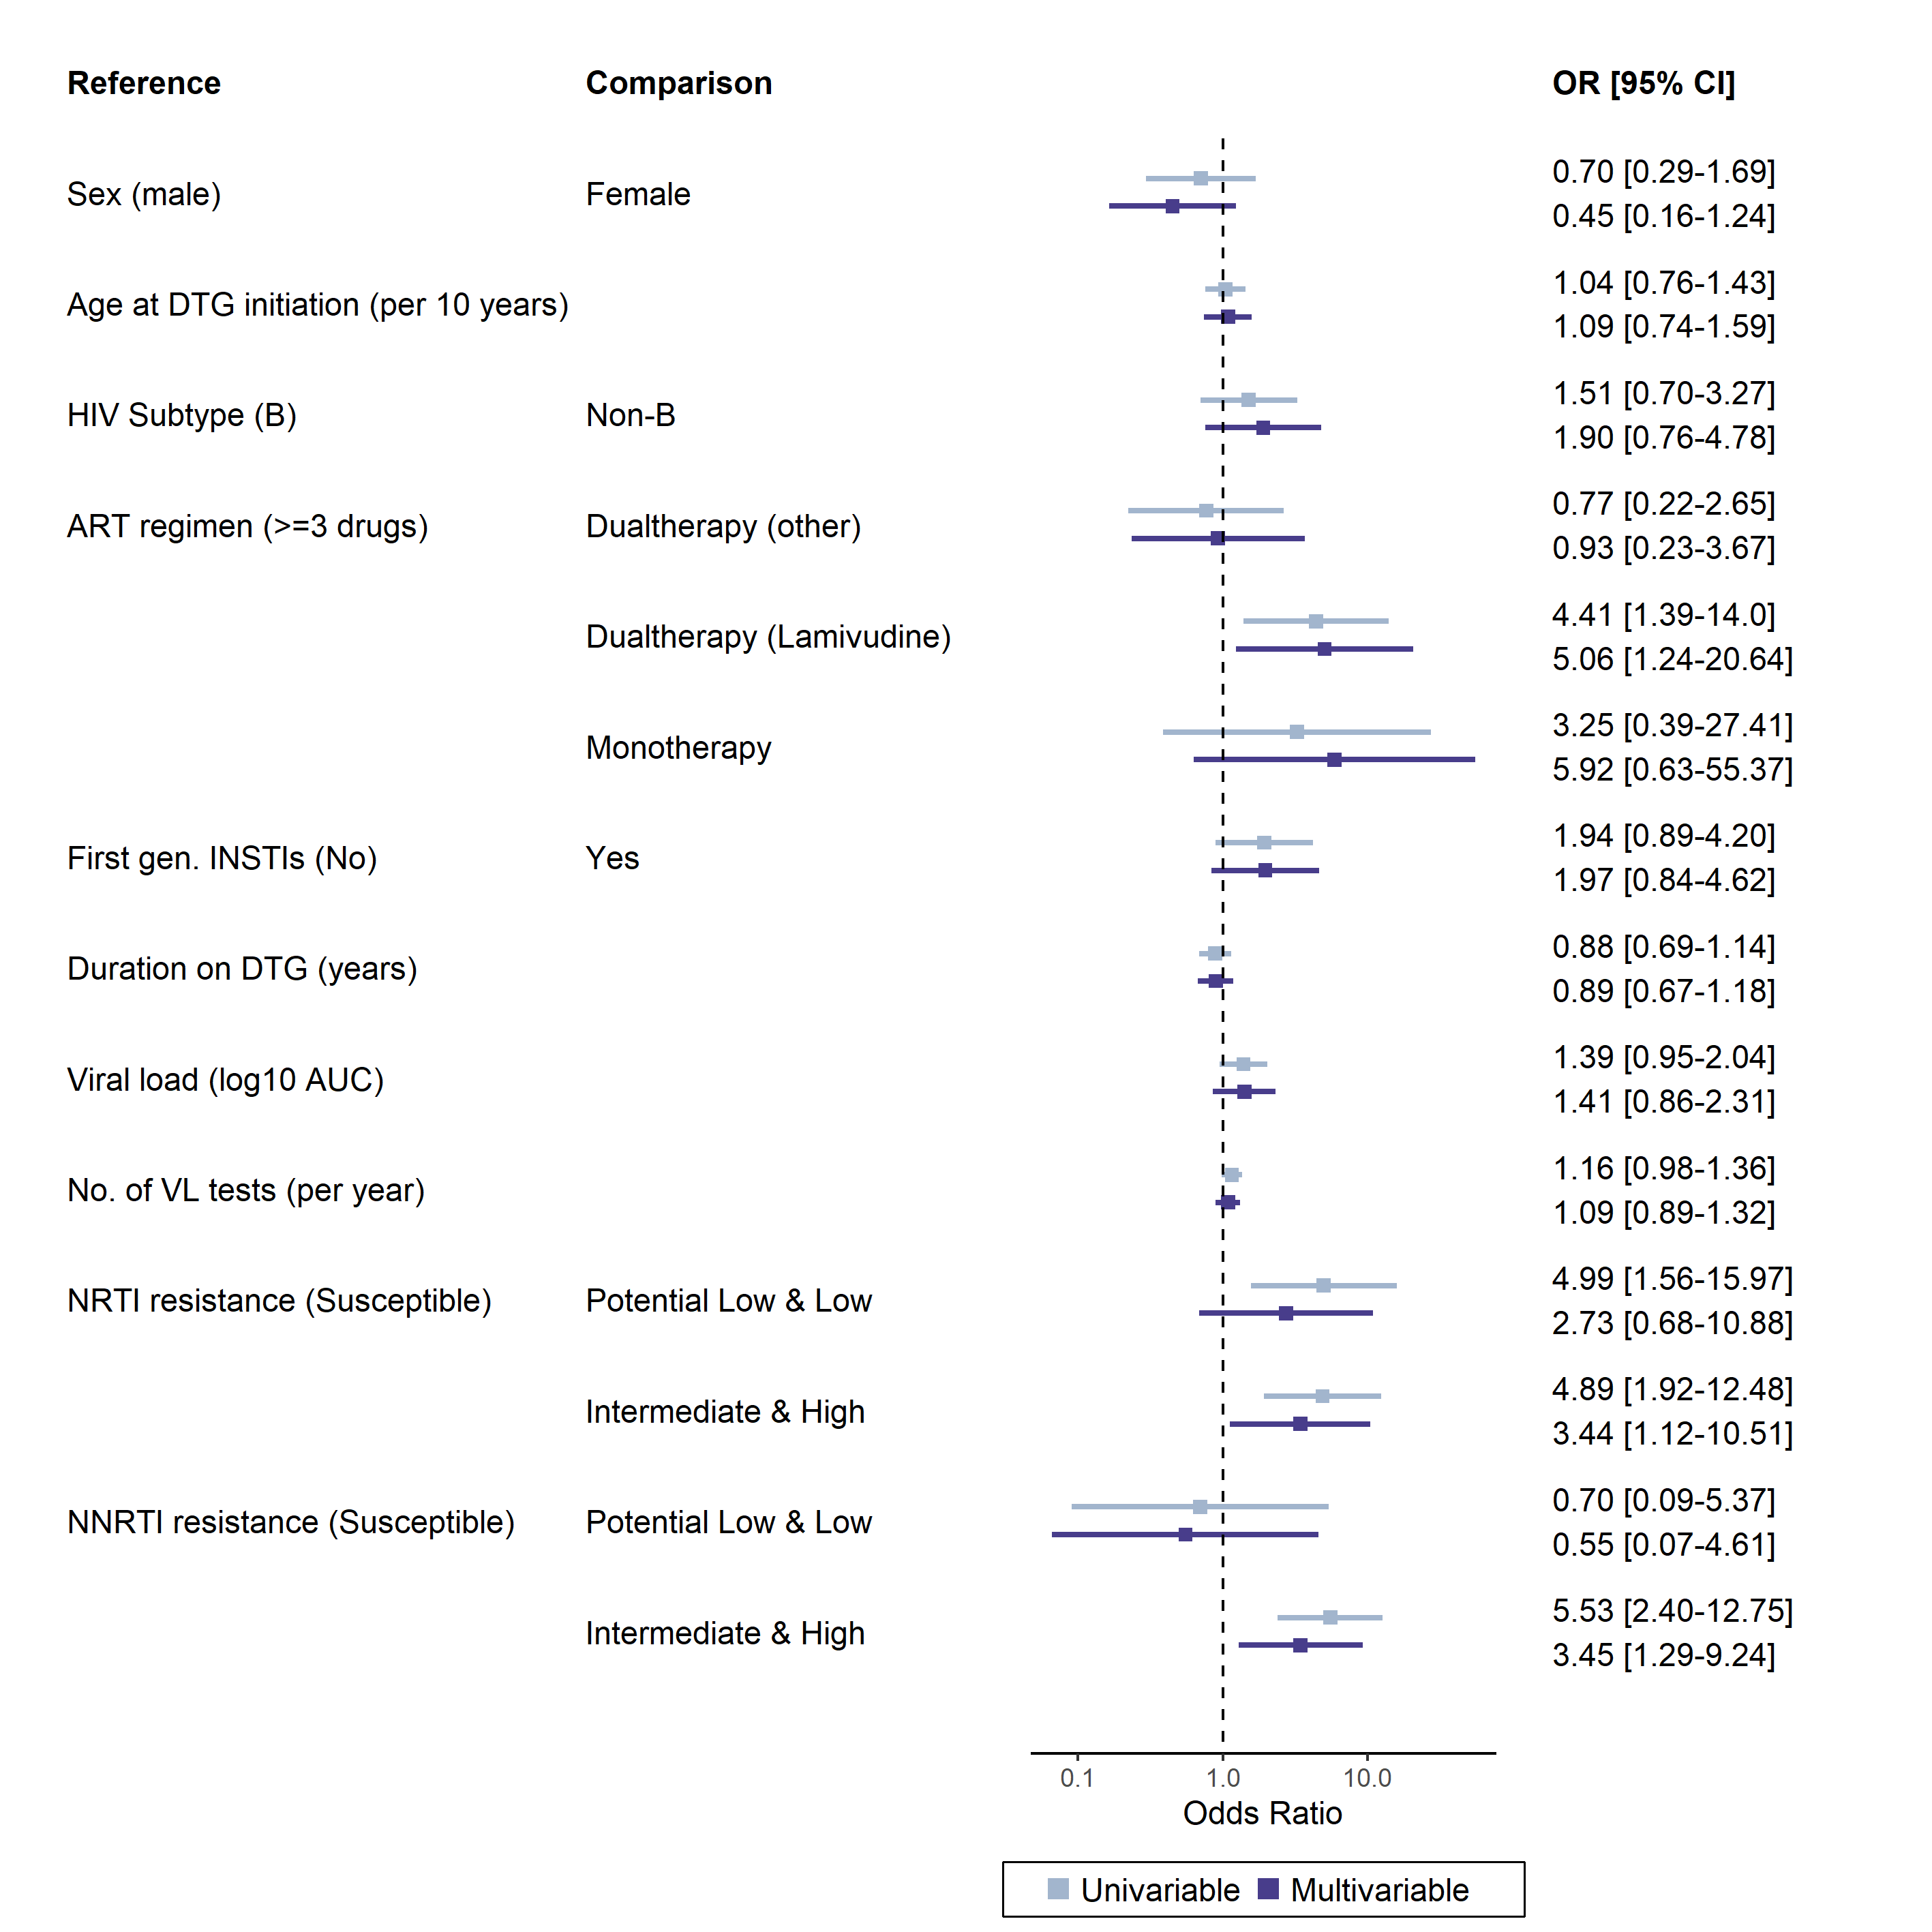 Reference Comparison OR [95% CI]
Sex (male) Female
0.70 [0.29-1.69]
0.45 [0.16-1.24]
Age at DTG initiation (per 10 years)
1.04 [0.76-1.43]
1.09 [0.74-1.59]
HIV Subtype (B) Non-B
1.51 [0.70-3.27]
1.90 [0.76-4.78]
ART regimen (>=3 drugs) Dualtherapy (other)
0.77 [0.22-2.65]
0.93 [0.23-3.67]
Dualtherapy (Lamivudine)
4.41 [1.39-14.0]
5.06 [1.24-20.64]
Monotherapy
3.25 [0.39-27.41]
5.92 [0.63-55.37]
First gen. INSTIs (No) Yes
1.94 [0.89-4.20]
1.97 [0.84-4.62]
Duration on DTG (years)
0.88 [0.69-1.14]
0.89 [0.67-1.18]
Viral load (log10 AUC)
1.39 [0.95-2.04]
1.41 [0.86-2.31]
No. of VL tests (per year)
1.16 [0.98-1.36]
1.09 [0.89-1.32]
NRTI resistance (Susceptible) Potential Low & Low
4.99 [1.56-15.97]
2.73 [0.68-10.88]
Intermediate & High
4.89 [1.92-12.48]
3.44 [1.12-10.51]
NNRTI resistance (Susceptible) Potential Low & Low
0.70 [0.09-5.37]
0.55 [0.07-4.61]
Intermediate & High
5.53 [2.40-12.75]
3.45 [1.29-9.24]
0.1 1.0 10.0
Odds Ratio
Univariable Multivariable